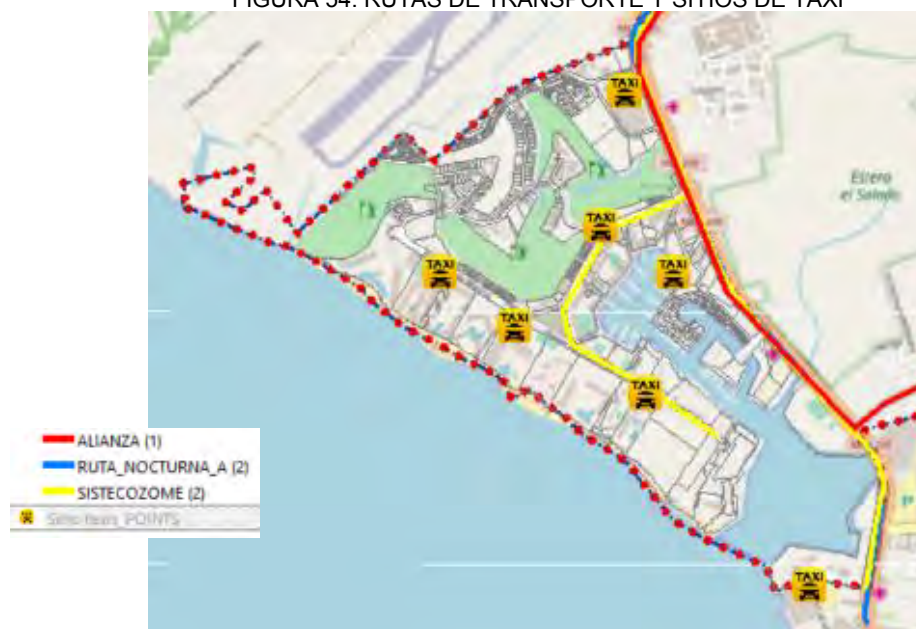 FIGURA 54. RUTAS DE TRANSPORTE Y SITIOS DE TAXI
TAXI
Estero
el Salado
TAXI
TAXI
TAXI
TAXI
TAXI
ALIANZA (1)
RUTA_NOCTURNA_A (2)
SISTECOZOME (2)
TAXI